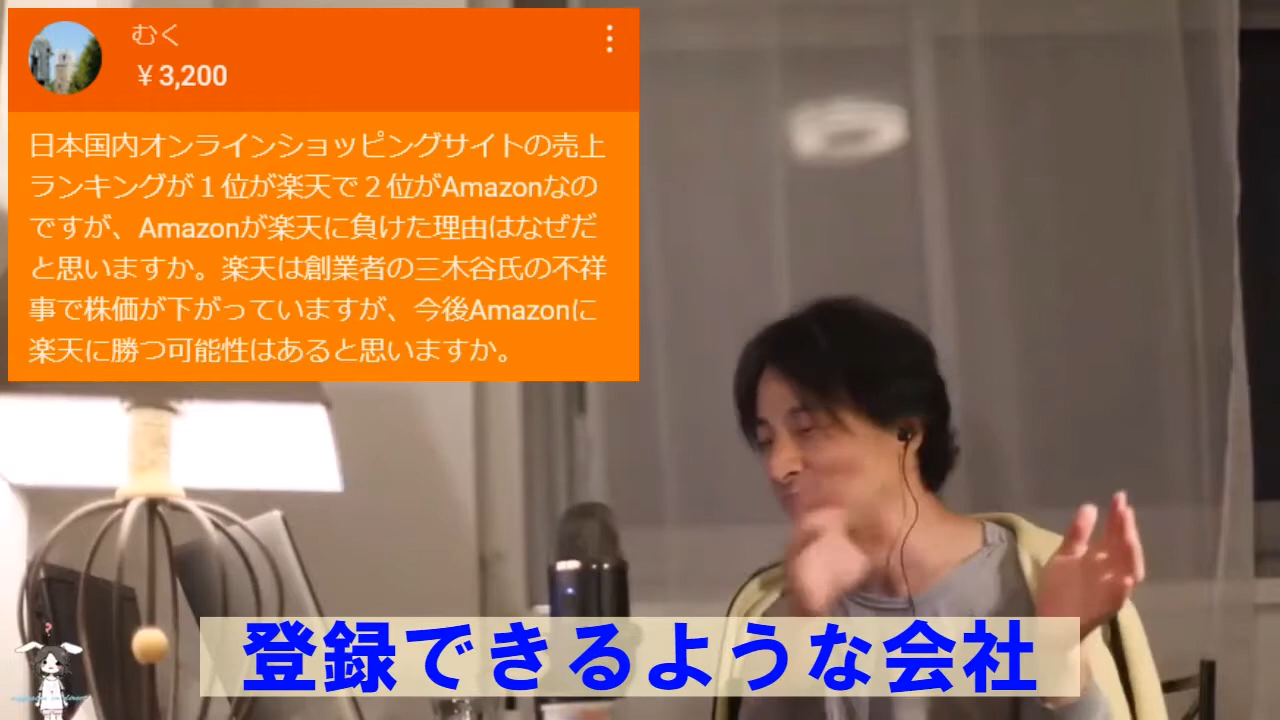 むく
￥3,200
日本国内オンラインショッピングサイトの売上
ランキングが１位が楽天で２位がAmazonなの
ですが、Amazonが楽天に負けた理由はなぜだ
と思いますか。楽天は創業者の三木谷氏の不祥
事で株価が下がっていますが、今後Amazonに
楽天に勝つ可能性はあると思いますか。
登録できるような会社
?